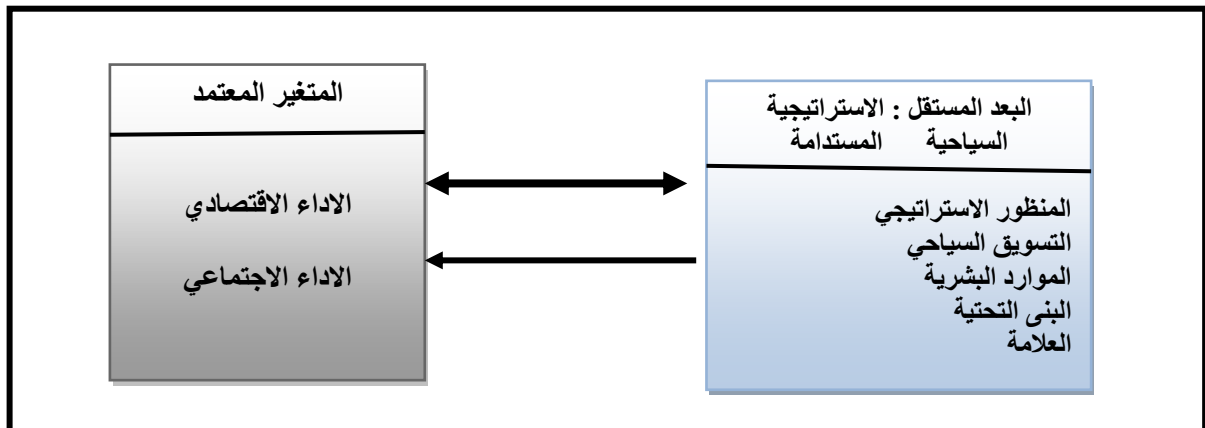 البعد المستقل : الاستراتيجية
السياحية المستدامة
المنظور الاستراتيجي
التسويق السياحي
الموارد البشرية
البنى التحتية
العلامة
المتغير المعتمد
الاداء الاقتصادي
الاداء الاجتماعي